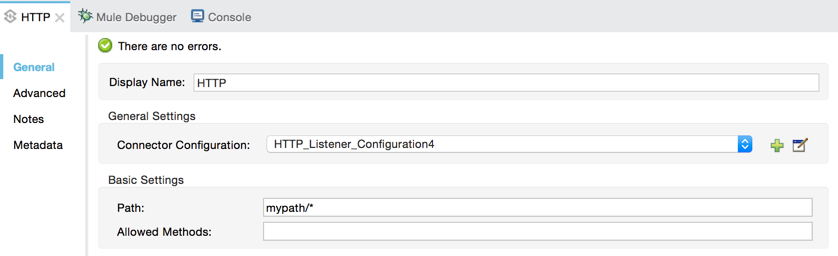 HTTP Mule Debugger Console
There are no errors.
General
Display Name: HTTP
Advanced
General Settings
Notes
Connector Configuration: HTTP_Listener_Configuration4
Metadata
Basic Settings
Path: mypath/*
Allowed Methods: